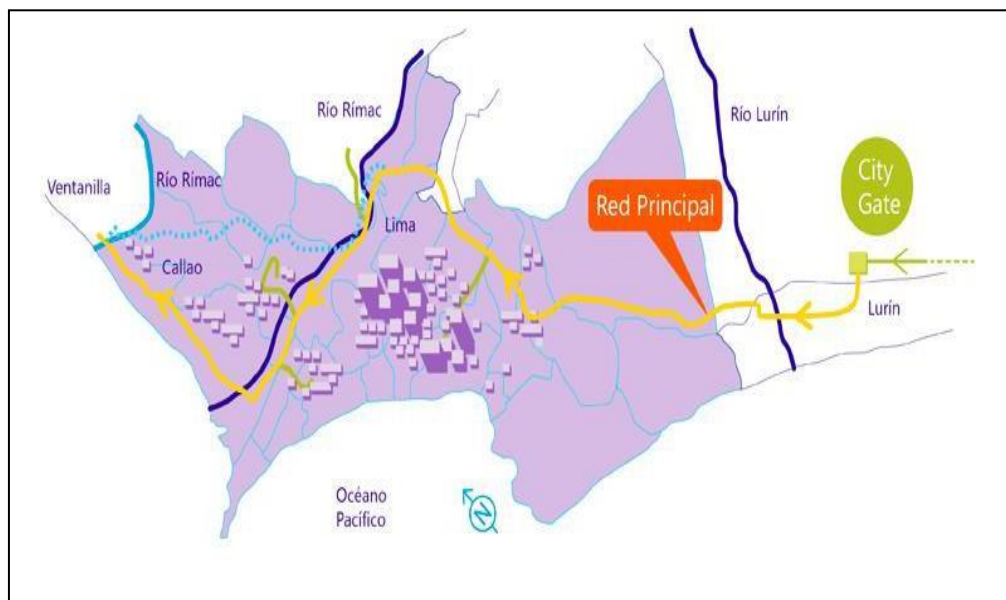 Río Rímac
Río Lurín
Ventanilla
Río Rímac
City
Gate
Red Principal
Lima
Callao
Lurín
Océano
Pacífico
N